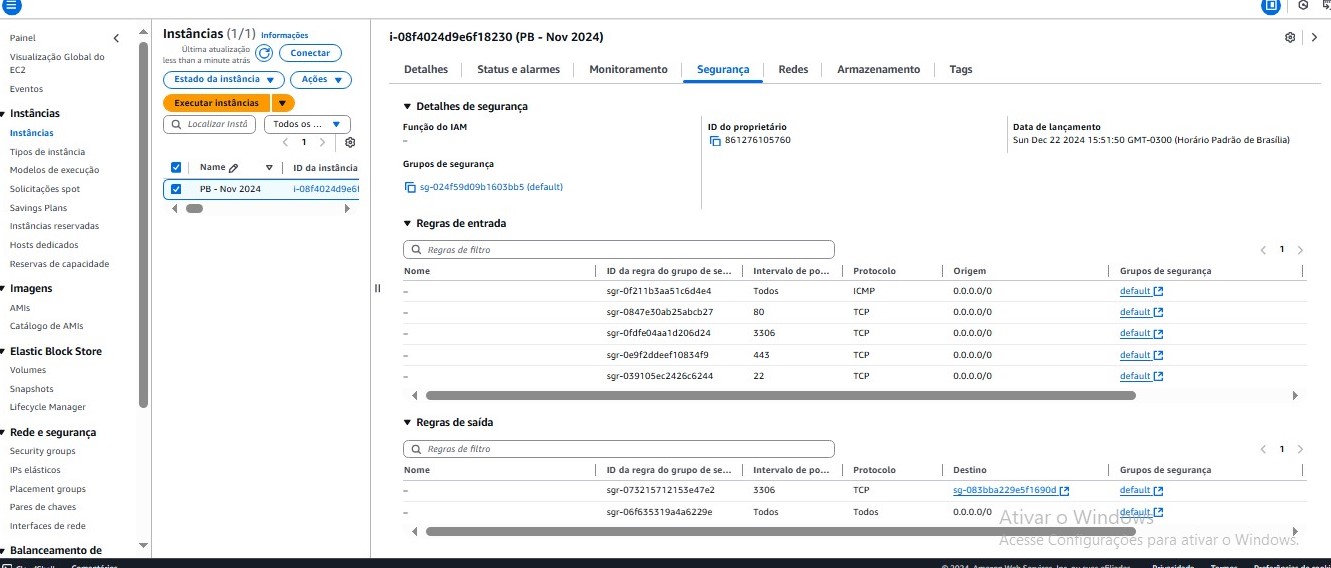 Painel
Visualização Global do
EC2
Eventos
Instâncias
Instâncias
Tipos de instância
Modelos de execução
Solicitações spot
Savings Plans
Instâncias reservadas
Hosts dedicados
Reservas de capacidade
Imagens
AMIs
Catálogo de AMIs
Elastic Block Store
Volumes
Snapshots
Lifecycle Manager
Rede e segurança
Security groups
IPs elásticos
Placement groups
Pares de chaves
Interfaces de rede
Balanceamento de
Instâncias (1/1) Informações
Última atualização
less than a minute atrás
Conectar
Estado da instância Ações
Executar instâncias
Localizar Instâ Todos os ...
1
Name ID da instância
PB - Nov 2024 i-08f4024d9e6f1
i-08f4024d9e6f18230 (PB - Nov 2024)
Detalhes Status e alarmes Monitoramento Segurança Redes Armazenamento Tags
Detalhes de segurança
Função do IAM ID do proprietário Data de lançamento
– 861276105760 Sun Dec 22 2024 15:51:50 GMT-0300 (Horário Padrão de Brasília)
Grupos de segurança
sg-024f59d09b1603bb5 (default)
Regras de entrada
Regras de filtro 1
Nome ID da regra do grupo de se... Intervalo de po... Protocolo Origem Grupos de segurança
– sgr-0f211b3aa51c6d4e4 Todos ICMP 0.0.0.0/0 default
– sgr-0847e30ab25abcb27 80 TCP 0.0.0.0/0 default
– sgr-0fdfe04aa1d206d24 3306 TCP 0.0.0.0/0 default
– sgr-0e9f2ddeef10834f9 443 TCP 0.0.0.0/0 default
– sgr-039105ec2426c6244 22 TCP 0.0.0.0/0 default
Regras de saída
Regras de filtro 1
Nome ID da regra do grupo de se... Intervalo de po... Protocolo Destino Grupos de segurança
– sgr-073215712153e47e2 3306 TCP sg-083bba229e5f1690d default
– sgr-06f635319a4a6229e Todos Todos 0.0.0.0/0 default
Ativar o Windows
Acesse Configurações para ativar o Windows.